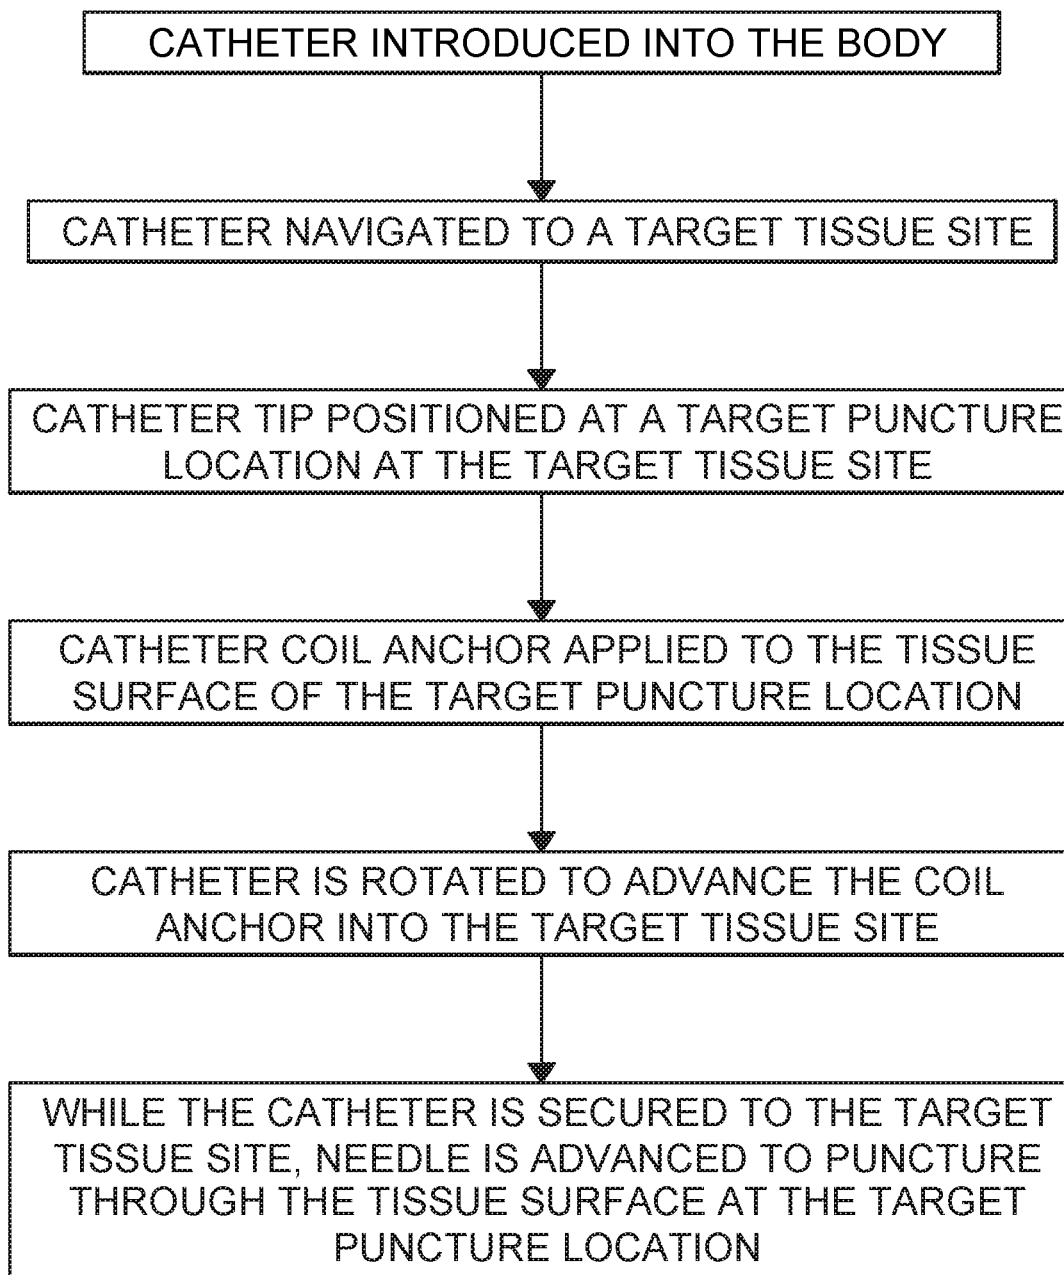 CATHETER INTRODUCED INTO THE BODY
CATHETER NAVIGATED TO A TARGET TISSUE SITE
CATHETER TIP POSITIONED AT A TARGET PUNCTURE
LOCATION AT THE TARGET TISSUE SITE
CATHETER COIL ANCHOR APPLIED TO THE TISSUE
SURFACE OF THE TARGET PUNCTURE LOCATION
CATHETER IS ROTATED TO ADVANCE THE COIL
ANCHOR INTO THE TARGET TISSUE SITE
WHILE THE CATHETER IS SECURED TO THE TARGET
TISSUE SITE, NEEDLE IS ADVANCED TO PUNCTURE
THROUGH THE TISSUE SURFACE AT THE TARGET
PUNCTURE LOCATION